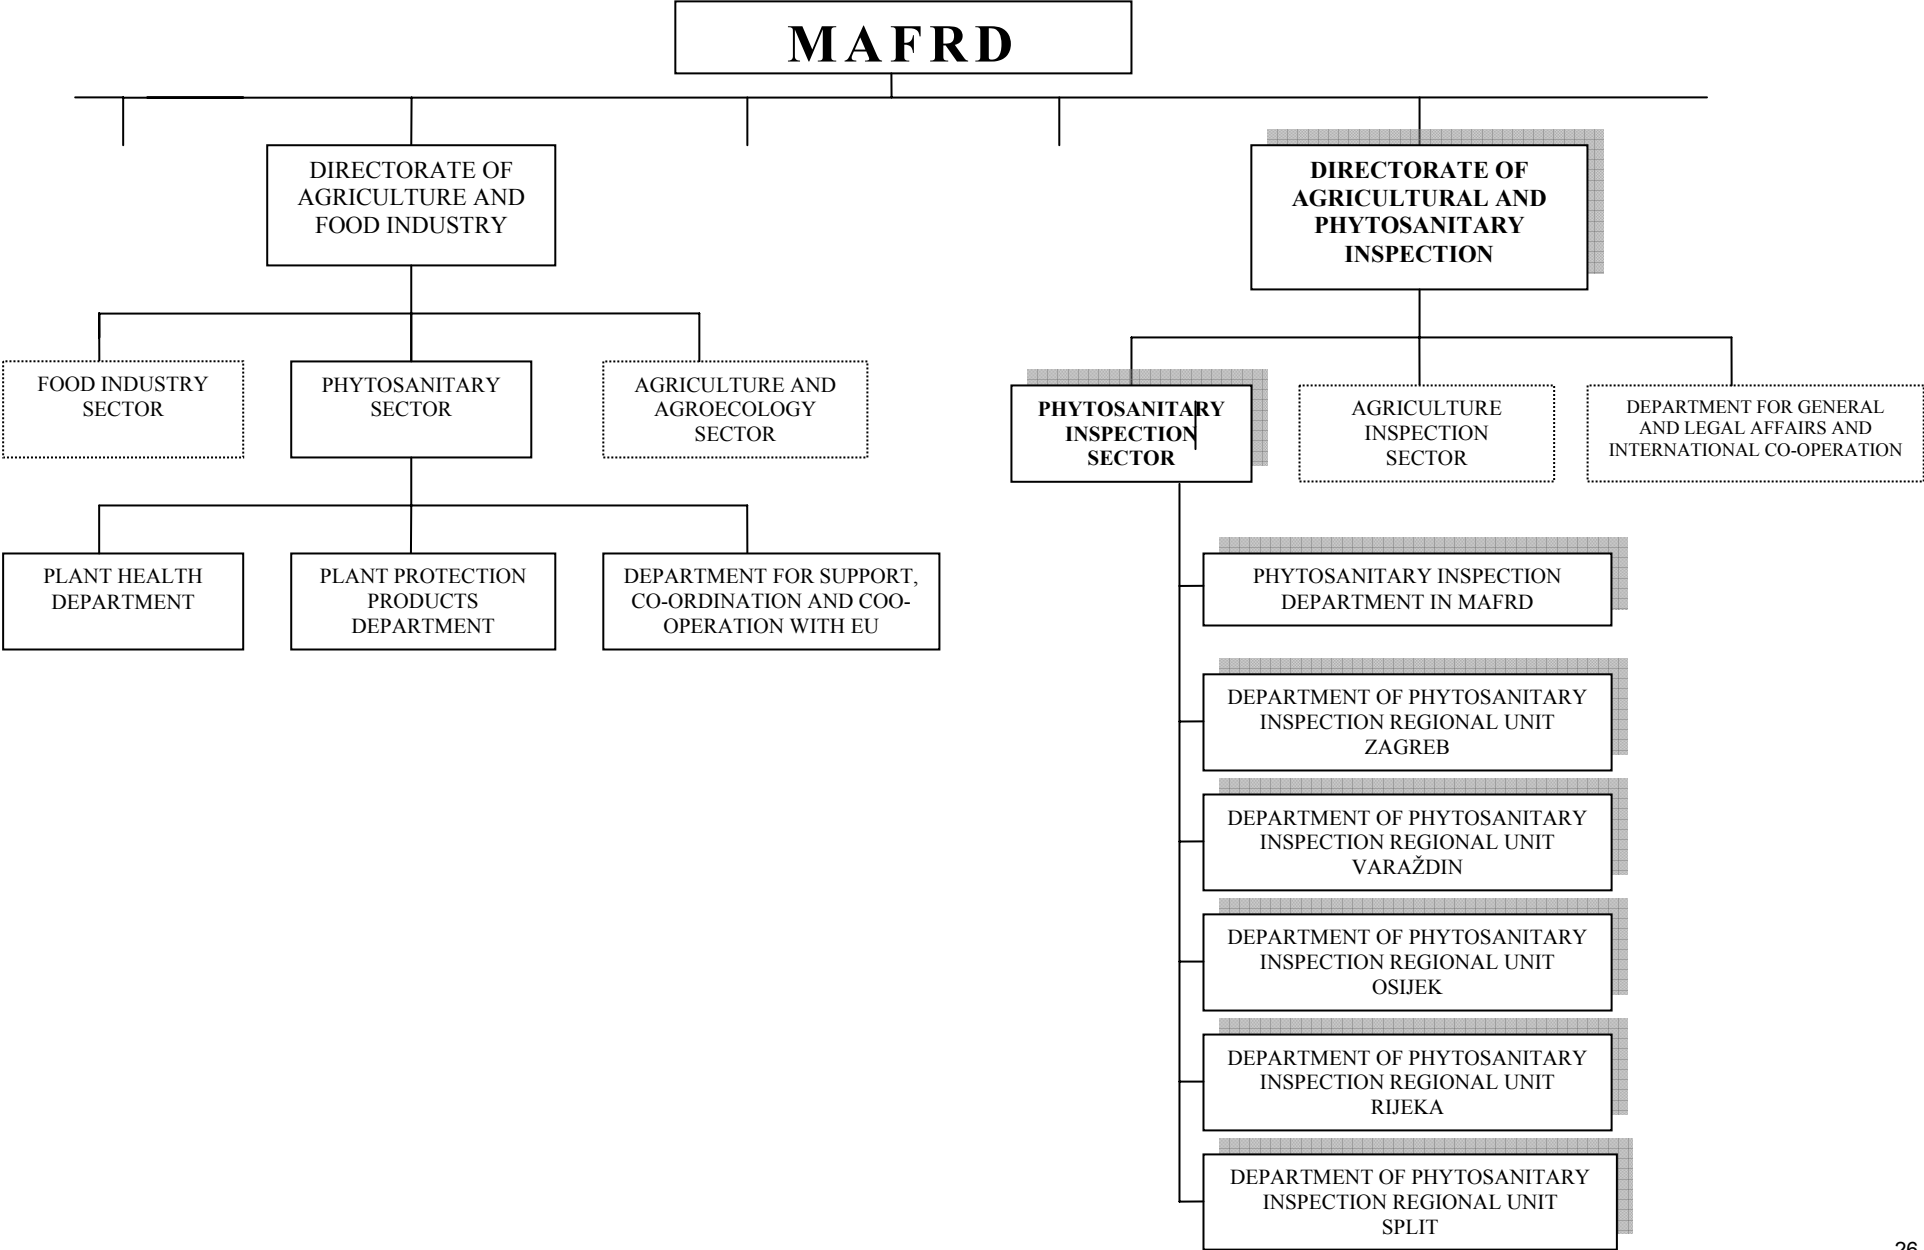 MAFRD
DIRECTORATE OF
AGRICULTURE AND
FOOD INDUSTRY
DIRECTORATE OF
AGRICULTURAL AND
PHYTOSANITARY
INSPECTION
FOOD INDUSTRY
SECTOR
PHYTOSANITARY
SECTOR
AGRICULTURE AND
AGROECOLOGY
SECTOR
PHYTOSANITARY
INSPECTION
SECTOR
AGRICULTURE
INSPECTION
SECTOR
DEPARTMENT FOR GENERAL
AND LEGAL AFFAIRS AND
INTERNATIONAL CO-OPERATION
PLANT HEALTH
DEPARTMENT
PLANT PROTECTION
PRODUCTS
DEPARTMENT
DEPARTMENT FOR SUPPORT,
CO-ORDINATION AND COO-
OPERATION WITH EU
PHYTOSANITARY INSPECTION
DEPARTMENT IN MAFRD
DEPARTMENT OF PHYTOSANITARY
INSPECTION REGIONAL UNIT
ZAGREB
DEPARTMENT OF PHYTOSANITARY
INSPECTION REGIONAL UNIT
VARAŽDIN
DEPARTMENT OF PHYTOSANITARY
INSPECTION REGIONAL UNIT
OSIJEK
DEPARTMENT OF PHYTOSANITARY
INSPECTION REGIONAL UNIT
RIJEKA
DEPARTMENT OF PHYTOSANITARY
INSPECTION REGIONAL UNIT
SPLIT
26